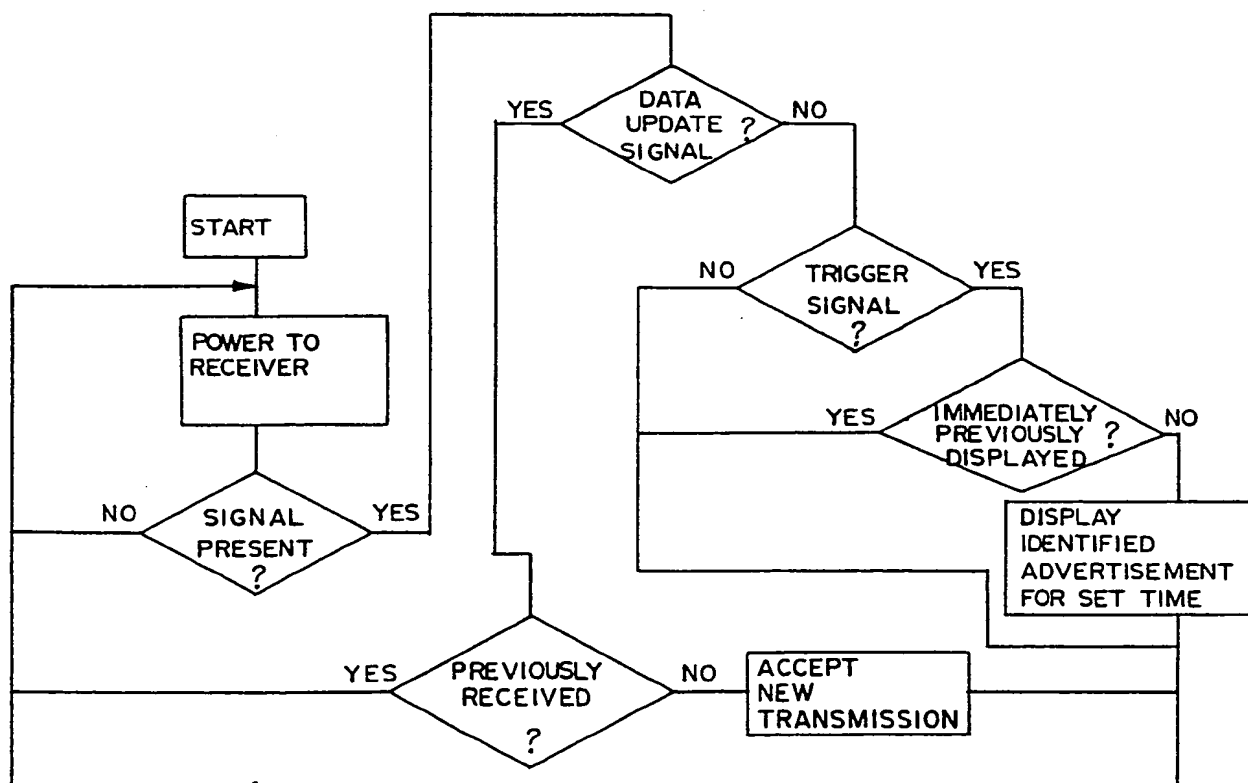 START
POWER TO
RECEIVER
NO
SIGNAL
PRESENT
?
YES
YES
DATA
UPDATE ?
SIGNAL
NO
NO
TRIGGER
SIGNAL
?
YES
YES
IMMEDIATELY
PREVIOUSLY ?
DISPLAYED
NO
DISPLAY
IDENTIFIED
ADVERTISEMENT
FOR SET TIME
YES
PREVIOUSLY
RECEIVED
?
NO
ACCEPT
NEW
TRANSMISSION